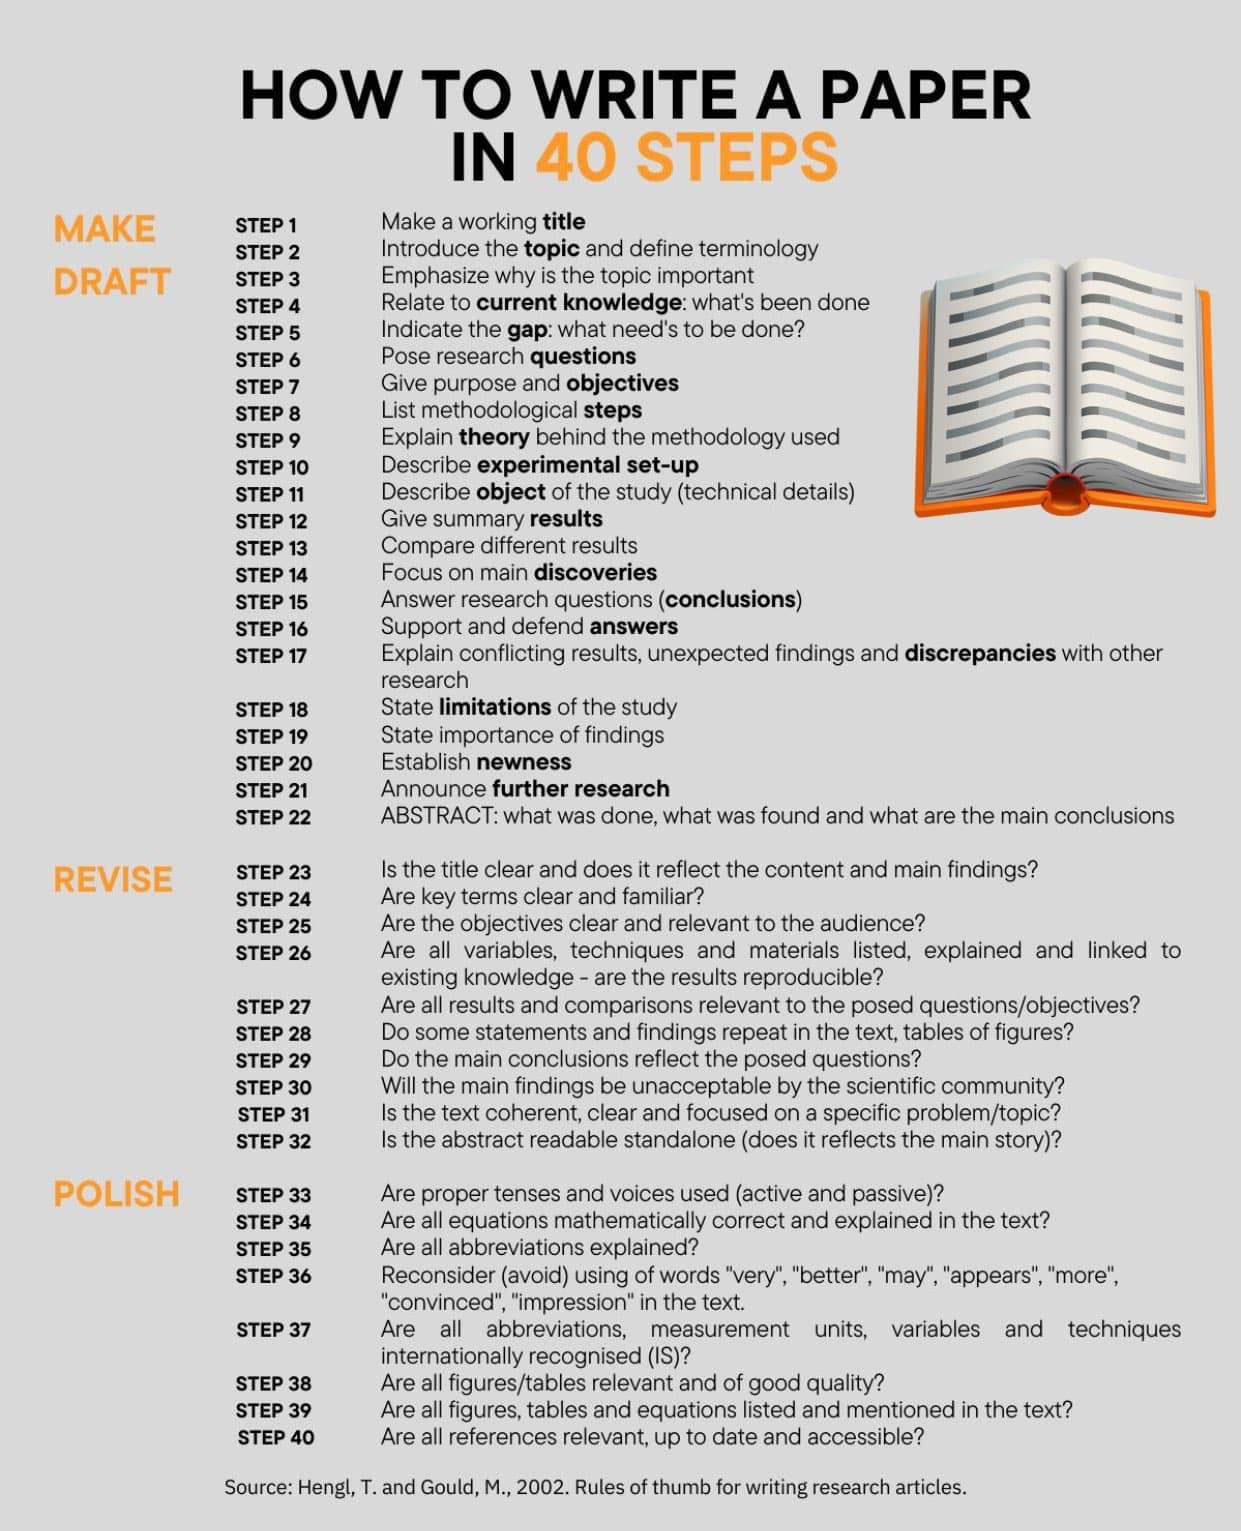 HOW TO WRITE A PAPER
IN 40 STEPS
MAKE
DRAFT
STEP 1 Make a working title
STEP 2 Introduce the topic and define terminology
STEP 3 Emphasize why is the topic important
STEP 4 Relate to current knowledge: what's been done
STEP 5 Indicate the gap: what need's to be done?
STEP 6 Pose research questions
STEP 7 Give purpose and objectives
STEP 8 List methodological steps
STEP 9 Explain theory behind the methodology used
STEP 10 Describe experimental set-up
STEP 11 Describe object of the study (technical details)
STEP 12 Give summary results
STEP 13 Compare different results
STEP 14 Focus on main discoveries
STEP 15 Answer research questions (conclusions)
STEP 16 Support and defend answers
STEP 17 Explain conflicting results, unexpected findings and discrepancies with other
research
STEP 18 State limitations of the study
STEP 19 State importance of findings
STEP 20 Establish newness
STEP 21 Announce further research
STEP 22 ABSTRACT: what was done, what was found and what are the main conclusions
REVISE
STEP 23 Is the title clear and does it reflect the content and main findings?
STEP 24 Are key terms clear and familiar?
STEP 25 Are the objectives clear and relevant to the audience?
STEP 26 Are all variables, techniques and materials listed, explained and linked to
existing knowledge - are the results reproducible?
STEP 27 Are all results and comparisons relevant to the posed questions/objectives?
STEP 28 Do some statements and findings repeat in the text, tables of figures?
STEP 29 Do the main conclusions reflect the posed questions?
STEP 30 Will the main findings be unacceptable by the scientific community?
STEP 31 Is the text coherent, clear and focused on a specific problem/topic?
STEP 32 Is the abstract readable standalone (does it reflects the main story)?
POLISH
STEP 33 Are proper tenses and voices used (active and passive)?
STEP 34 Are all equations mathematically correct and explained in the text?
STEP 35 Are all abbreviations explained?
STEP 36 Reconsider (avoid) using of words "very", "better", "may", "appears", "more",
"convinced", "impression" in the text.
STEP 37 Are all abbreviations, measurement units, variables and techniques
internationally recognised (IS)?
STEP 38 Are all figures/tables relevant and of good quality?
STEP 39 Are all figures, tables and equations listed and mentioned in the text?
STEP 40 Are all references relevant, up to date and accessible?
Source: Hengl, T. and Gould, M., 2002. Rules of thumb for writing research articles.